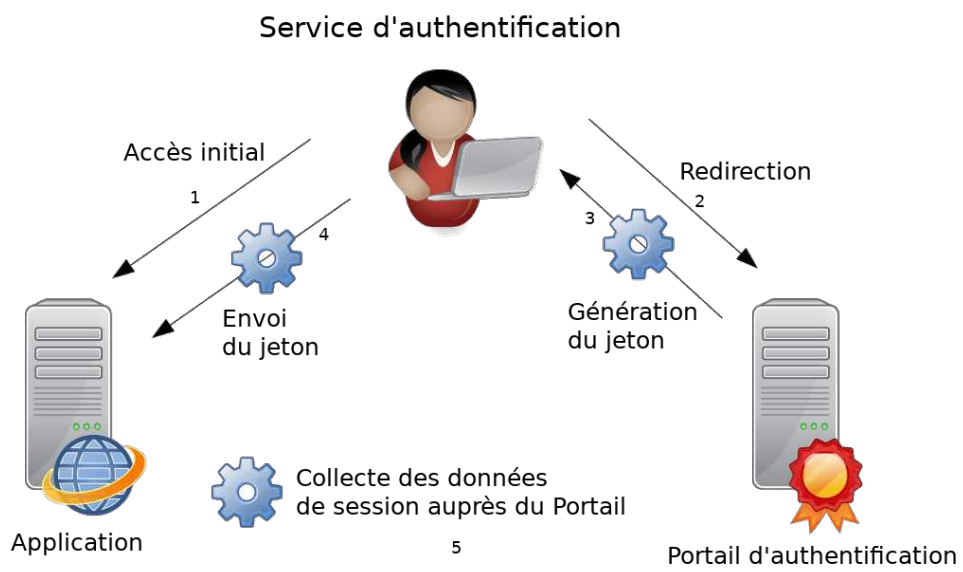 Service d'authentification
Accès initial
1
Redirection
2
3
4
Envoi
du jeton
Génération
du jeton
Collecte des données
de session auprès du Portail
5
Application
Portail d'authentification